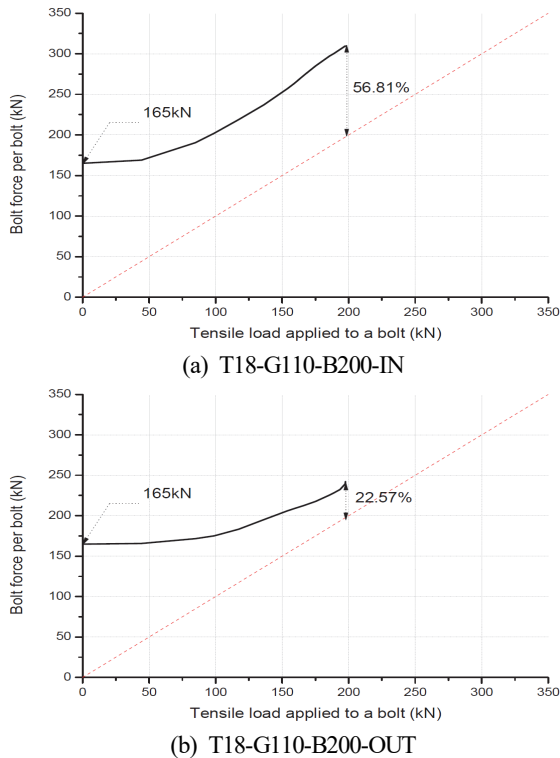 350
300
250
200
150
100
50
0
Bolt force per bolt (kN)
165kN
56.81%
0 50 100 150 200 250 300 350
Tensile load applied to a bolt (kN)
(a) T18-G110-B200-IN
350
300
250
200
150
100
50
0
Bolt force per bolt (kN)
165kN
22.57%
0 50 100 150 200 250 300 350
Tensile load applied to a bolt (kN)
(b) T18-G110-B200-OUT